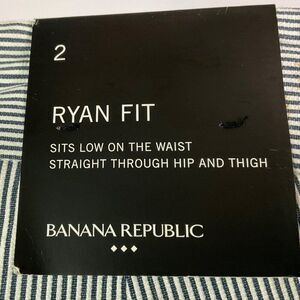 2
RYAN FIT
SITS LOW ON THE WAIST
STRAIGHT THROUGH HIP AND THIGH
BANANA REPUBLIC